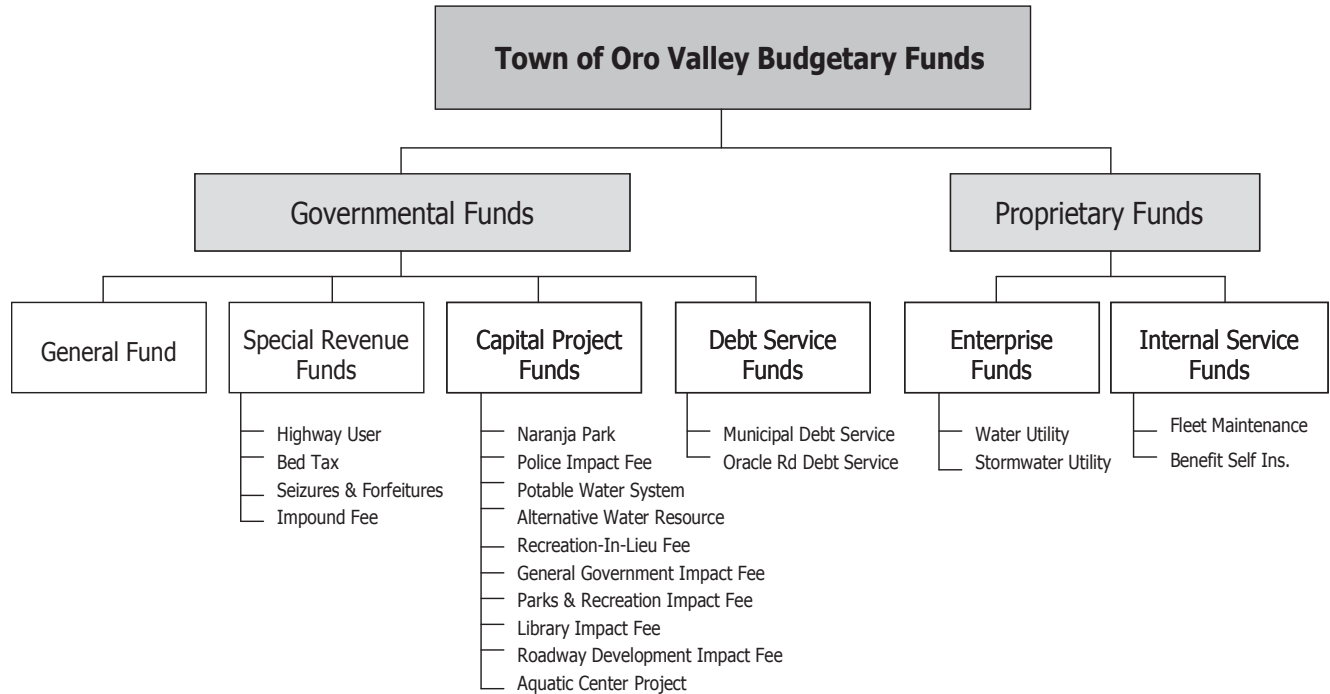 Town of Oro Valley Budgetary Funds
Governmental Funds
Proprietary Funds
General Fund
Special Revenue
Funds
Capital Project
Funds
Debt Service
Funds
Enterprise
Funds
Internal Service
Funds
Highway User
Bed Tax
Seizures & Forfeitures
Impound Fee
Naranja Park
Police Impact Fee
Potable Water System
Alternative Water Resource
Recreation-In-Lieu Fee
General Government Impact Fee
Parks & Recreation Impact Fee
Library Impact Fee
Roadway Development Impact Fee
Aquatic Center Project
Municipal Debt Service
Oracle Rd Debt Service
Water Utility
Stormwater Utility
Fleet Maintenance
Benefit Self Ins.